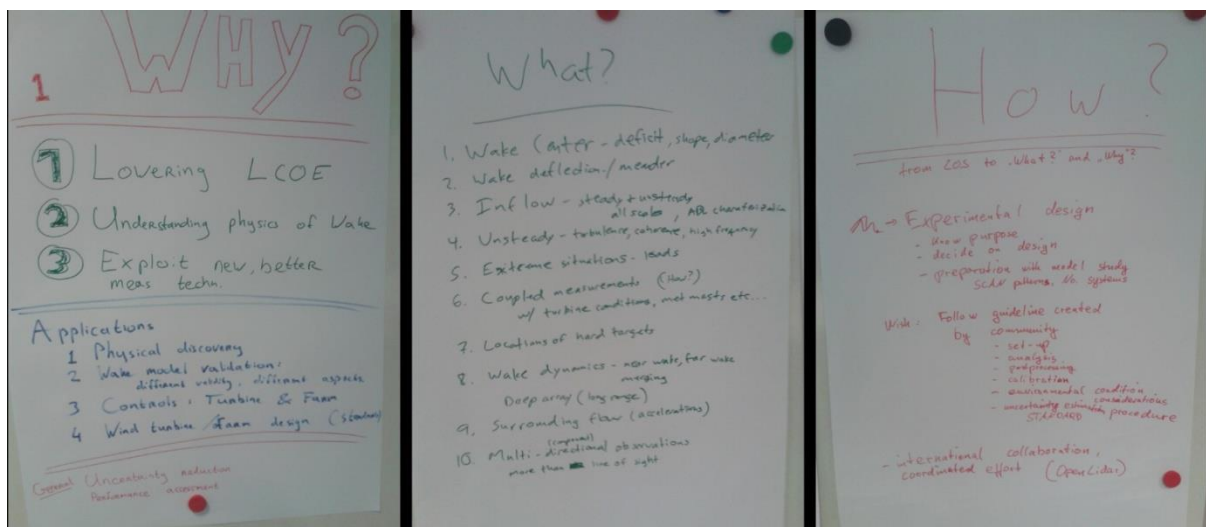 1 WHY?
1 LOVERING LCOE
2 Understanding physics of Wake
3 Exploit new, better
meas techn.
Applications
1 Physical discovery
2 Wake model validation:
different validity, different aspects
3 Controls: Turbine & Farm
4 Wind turbine / Farm design
General Uncertainty reduction
Performance assessment
What?
1. Wake Center - deficit, shape, diameter
2. Wake deflection / meander
3. Inflow - steady + unsteady,
all scales, ABL characterization
4. Unsteady - turbulence, coherence, high frequency
5. Extreme situations - loads
6. Coupled measurements (How?)
w/ turbine conditions, met masts etc...
7. Locations of hard targets
8. Wake dynamics - near wake, far wake
merging
Deep array (long range)
9. Surrounding flow (accelerations)
10. Multi-directional observations
more than line of sight
How?
from LOS to "What?" and "Why"?
Experimental design
- know purpose
- decide on design
- preparation with model study
scan patterns, No. systems
Wish: Follow guideline created
by community
- set-up
- analysis
- postprocessing
- calibration
- environmental condition
considerations
- uncertainty estimation procedure
STANDARD
- international collaboration,
coordinated effort (OpenLidar)